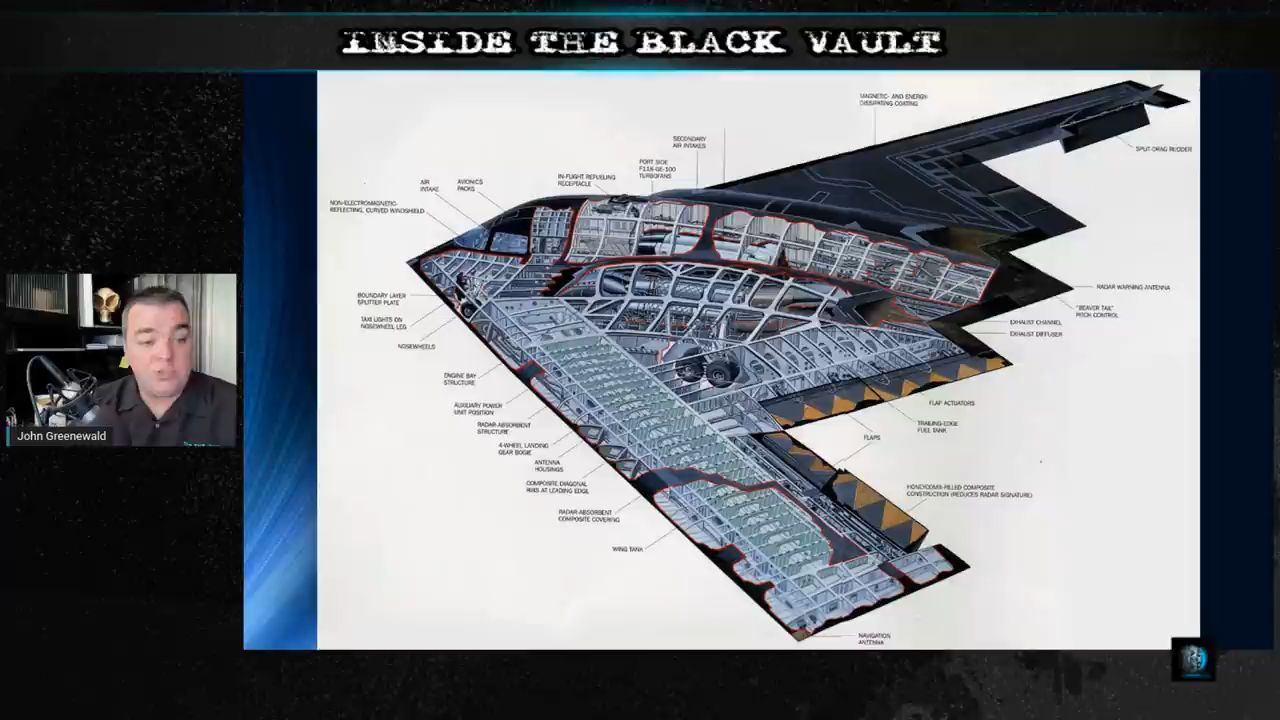 INSIDE THE BLACK VAULT
MAGNETIC- AND ENERGY-
DISSIPATING COATING
SECONDARY
AIR INTAKES
SPLIT-DRAG RUDDER
PORT SIDE
F118-GE-100
TURBOFANS
IN-FLIGHT REFUELING
RECEPTACLE
AIR
INTAKE
AVIONICS
PACKS
NON-ELECTROMAGNETIC-
REFLECTING, CURVED WINDSHIELD
RADAR WARNING ANTENNA
BOUNDARY LAYER
SPLITTER PLATE
"BEAVER TAIL"
PITCH CONTROL
TAXI LIGHTS ON
NOSEWHEEL LEG
EXHAUST CHANNEL
EXHAUST DIFFUSER
NOSEWHEELS
ENGINE BAY
STRUCTURE
AUXILIARY POWER
UNIT POSITION
FLAP ACTUATORS
RADAR-ABSORBENT
STRUCTURE
TRAILING-EDGE
FUEL TANK
FLAPS
4-WHEEL LANDING
GEAR BOGIE
ANTENNA
HOUSINGS
COMPOSITE DIAGONAL
RIBS AT LEADING EDGE
HONEYCOMB-FILLED COMPOSITE
CONSTRUCTION (REDUCES RADAR SIGNATURE)
RADAR-ABSORBENT
COMPOSITE COVERING
WING TANK
NAVIGATION
ANTENNA
John Greenewald